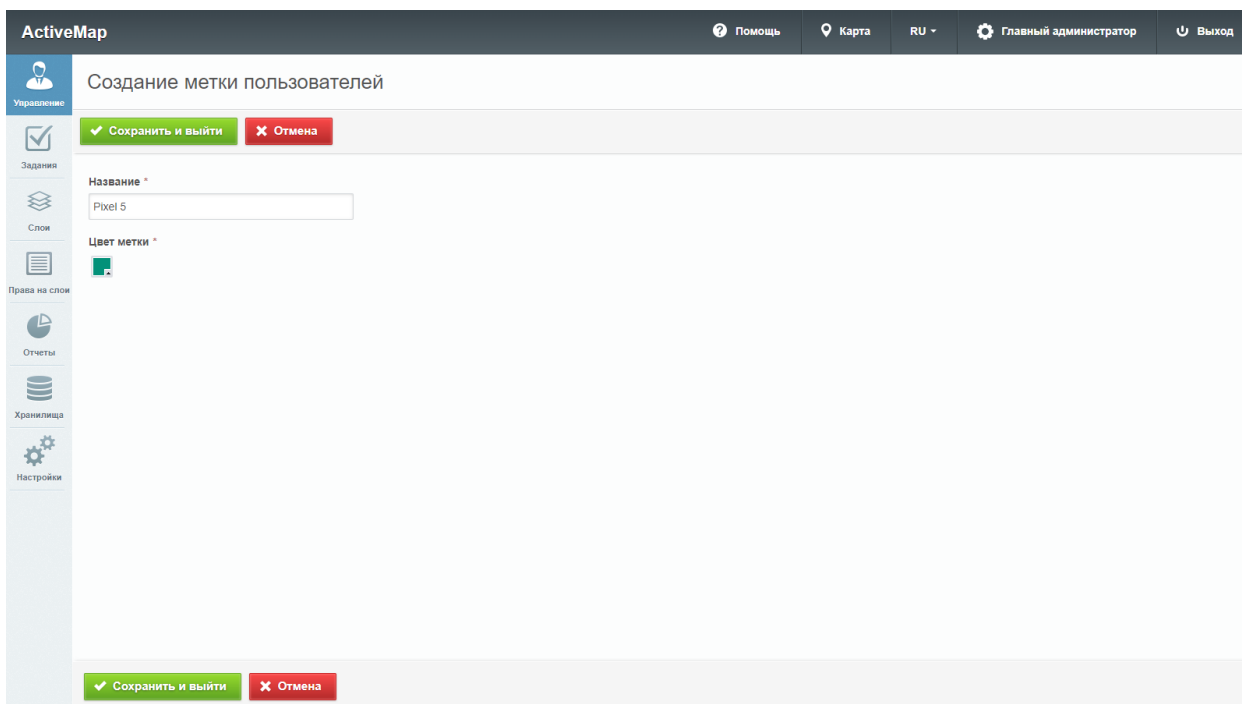 ActiveMap
Помощь
Карта
RU
Главный администратор
Выход
Управление
Создание метки пользователей
Сохранить и выйти
Отмена
Задания
Название *
Pixel 5
Слои
Цвет метки *
Права на слои
Отчеты
Хранилища
Настройки
Сохранить и выйти
Отмена